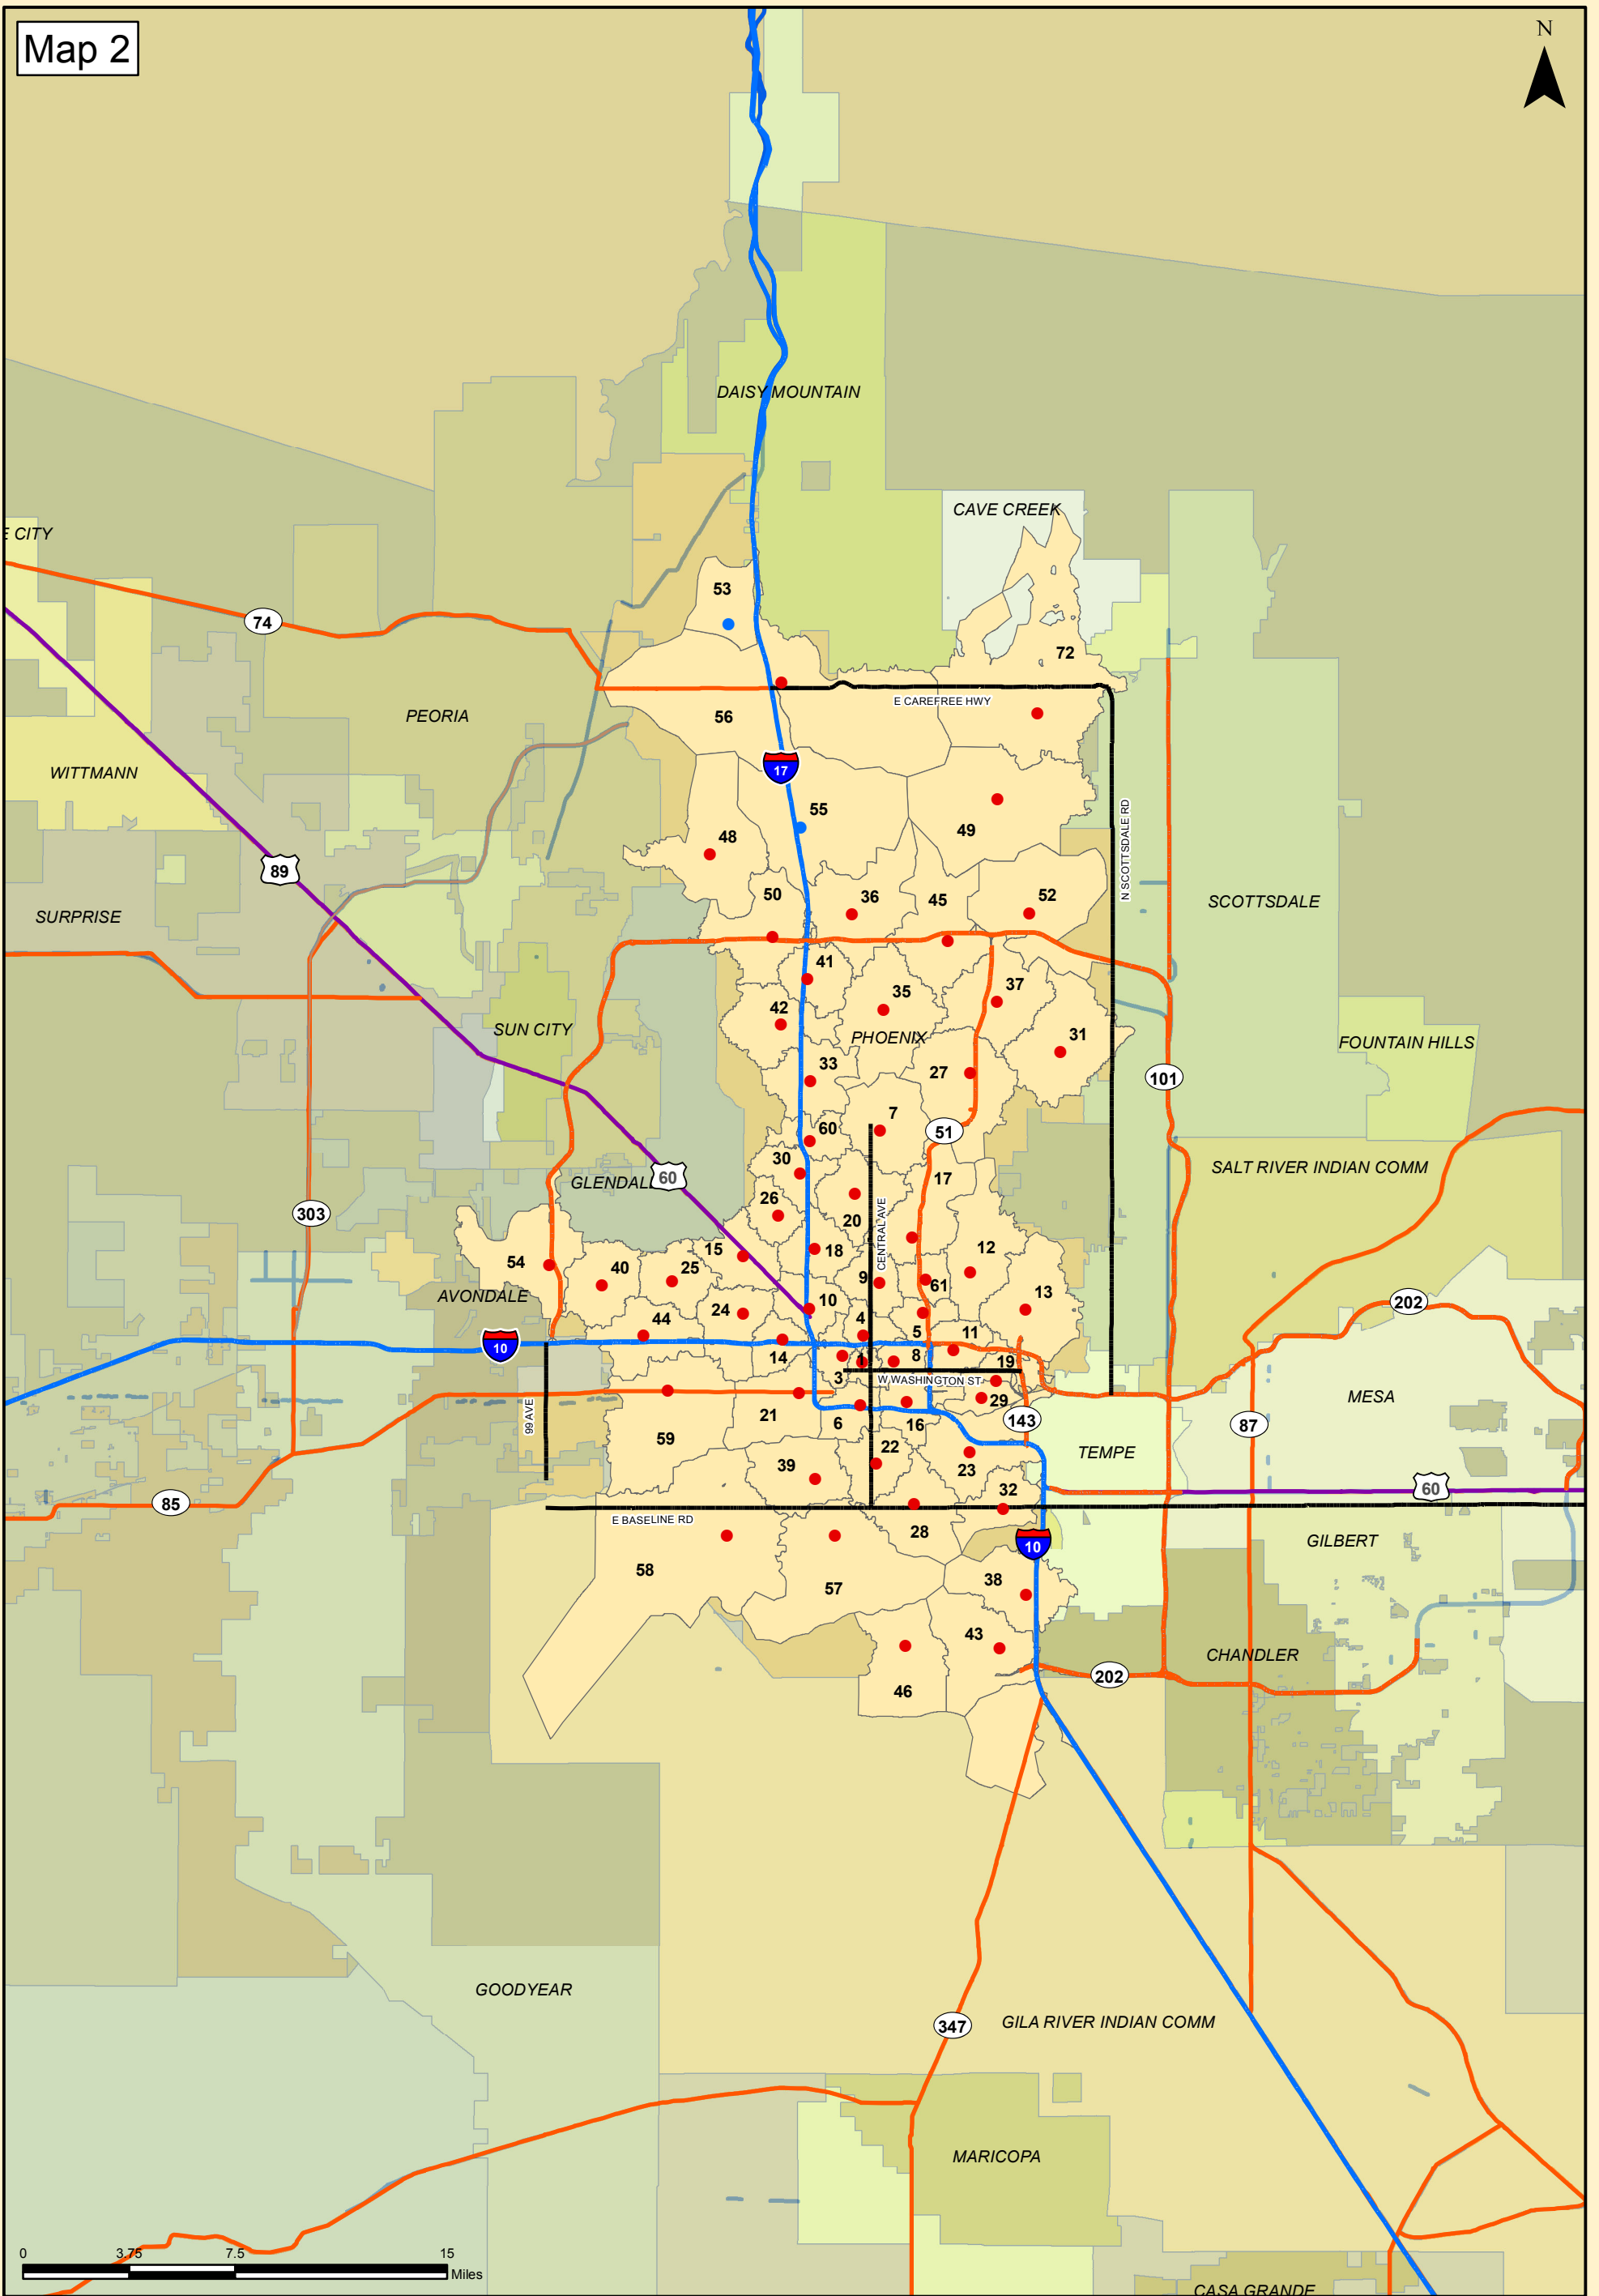 Map 2
N
DAISY MOUNTAIN
CAVE CREEK
E CITY
53
74
72
E CAREFREE HWY
PEORIA
56
WITTMANN
17
55
N SCOTTSDALE RD
49
48
89
50
36
45
52
SCOTTSDALE
SURPRISE
41
37
35
42
SUN CITY
PHOENIX
31
FOUNTAIN HILLS
33
27
101
7
60
51
30
SALT RIVER INDIAN COMM
GLENDALE
60
17
26
303
20
CENTRAL AVE
15
18
12
54
40
25
9
61
13
AVONDALE
10
202
24
44
4
5
11
10
14
1
8
19
3
W WASHINGTON ST
MESA
99 AVE
21
6
16
29
143
87
59
22
TEMPE
39
23
32
60
85
E BASELINE RD
28
10
GILBERT
58
57
38
43
CHANDLER
202
46
GOODYEAR
347
GILA RIVER INDIAN COMM
MARICOPA
0 3.75 7.5 15
Miles
CASA GRANDE